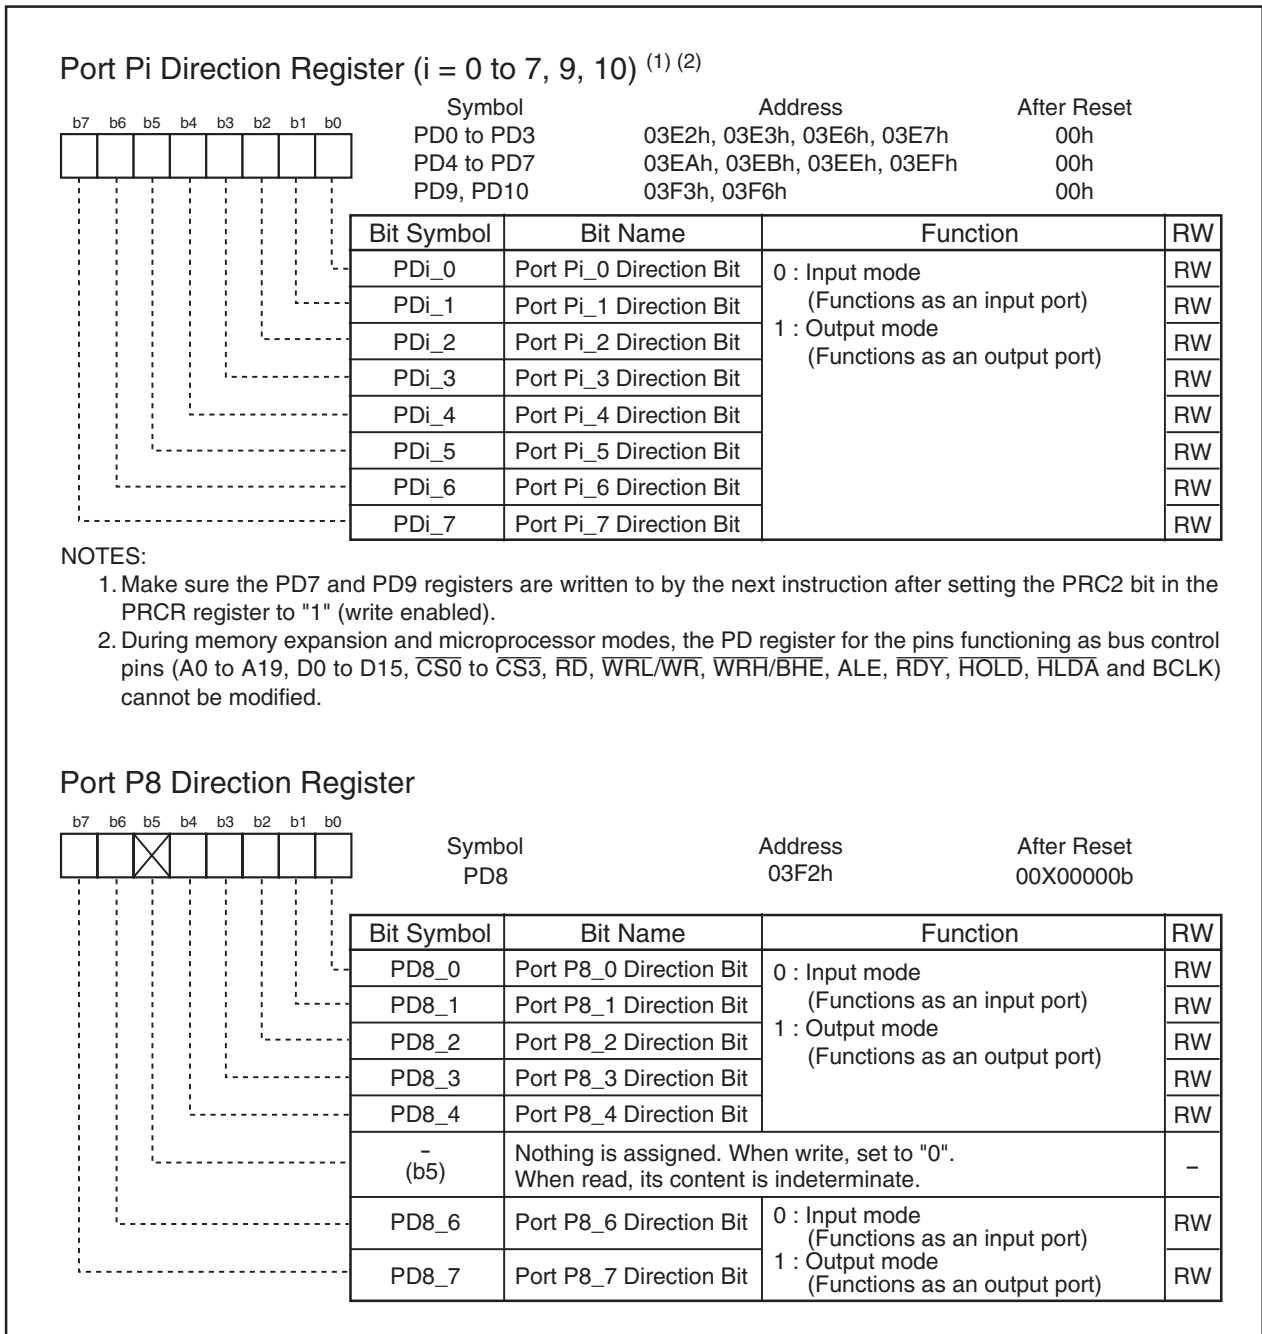 Port Pi Direction Register (i = 0 to 7, 9, 10) (1) (2)
b7 b6 b5 b4 b3 b2 b1 b0
Symbol Address After Reset
PD0 to PD3 03E2h, 03E3h, 03E6h, 03E7h 00h
PD4 to PD7 03EAh, 03EBh, 03EEh, 03EFh 00h
PD9, PD10 03F3h, 03F6h 00h
Bit Symbol Bit Name Function RW
PDi_0 Port Pi_0 Direction Bit 0 : Input mode RW
(Functions as an input port)
PDi_1 Port Pi_1 Direction Bit RW
1 : Output mode
PDi_2 Port Pi_2 Direction Bit RW
(Functions as an output port)
PDi_3 Port Pi_3 Direction Bit RW
PDi_4 Port Pi_4 Direction Bit RW
PDi_5 Port Pi_5 Direction Bit RW
PDi_6 Port Pi_6 Direction Bit RW
PDi_7 Port Pi_7 Direction Bit RW
NOTES:
1. Make sure the PD7 and PD9 registers are written to by the next instruction after setting the PRC2 bit in the
PRCR register to "1" (write enabled).
2. During memory expansion and microprocessor modes, the PD register for the pins functioning as bus control
pins (A0 to A19, D0 to D15, CS0 to CS3, RD, WRL/WR, WRH/BHE, ALE, RDY, HOLD, HLDA and BCLK)
cannot be modified.
Port P8 Direction Register
b7 b6 b5 b4 b3 b2 b1 b0
Symbol Address After Reset
PD8 03F2h 00X00000b
Bit Symbol Bit Name Function RW
PD8_0 Port P8_0 Direction Bit 0 : Input mode RW
(Functions as an input port)
PD8_1 Port P8_1 Direction Bit RW
1 : Output mode
PD8_2 Port P8_2 Direction Bit RW
(Functions as an output port)
PD8_3 Port P8_3 Direction Bit RW
PD8_4 Port P8_4 Direction Bit RW
– Nothing is assigned. When write, set to "0". –
(b5) When read, its content is indeterminate.
PD8_6 Port P8_6 Direction Bit 0 : Input mode RW
(Functions as an input port)
1 : Output mode
PD8_7 Port P8_7 Direction Bit (Functions as an output port) RW